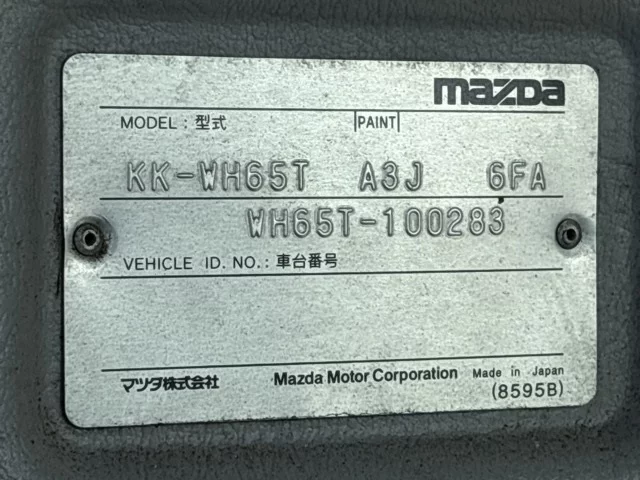 mazda
MODEL : 型式 |PAINT|
KK-WH65T A3J 6FA
WH65T-100283
VEHICLE ID. NO. : 車台番号
マツダ株式会社 Mazda Motor Corporation Made in Japan
(8595B)